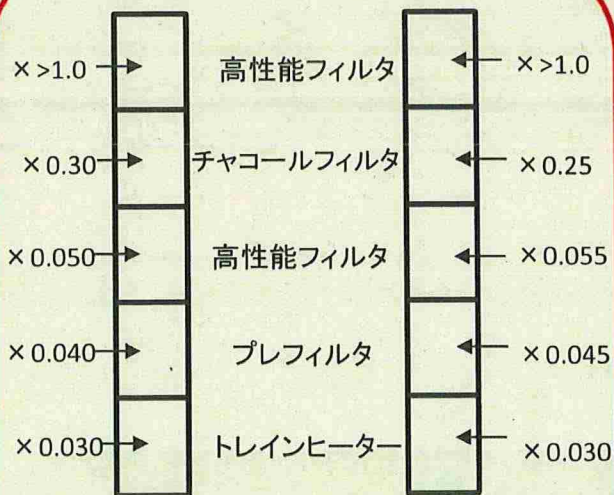 ×>1.0 高性能フィルタ ×>1.0
×0.30 チャコールフィルタ ×0.25
×0.050 高性能フィルタ ×0.055
×0.040 プレフィルタ ×0.045
×0.030 トレインヒーター ×0.030